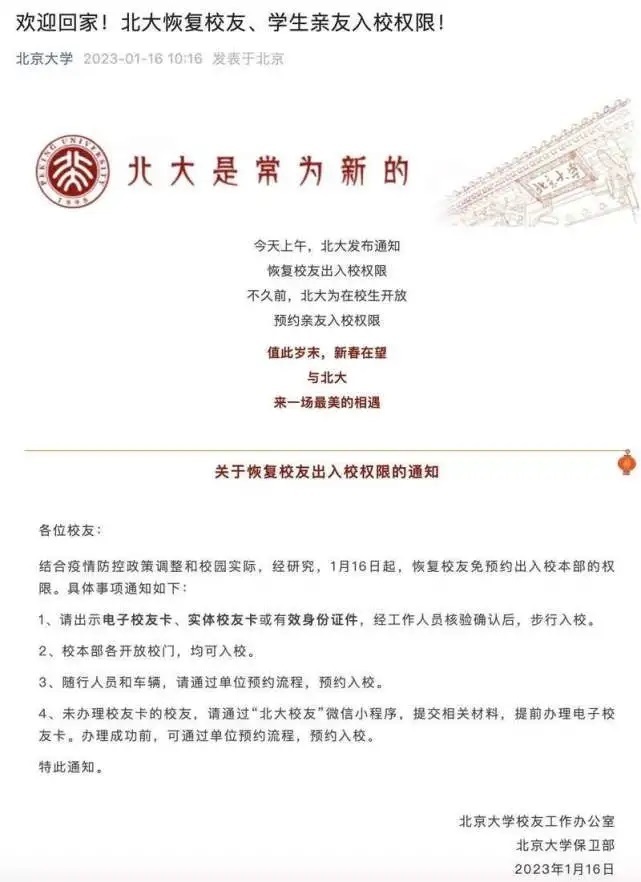 欢迎回家！北大恢复校友、学生亲友入校权限！
北京大学 2023-01-16 10:16 发表于北京
PEKING UNIVERSITY
1898
北大是常为新的
今天上午，北大发布通知
恢复校友出入校权限
不久前，北大为在校生开放
预约亲友入校权限
值此岁末，新春在望
与北大
来一场最美的相遇
关于恢复校友出入校权限的通知
各位校友：
结合疫情防控政策调整和校园实际，经研究，1月16日起，恢复校友免预约出入校本部的权
限。具体事项通知如下：
1、请出示电子校友卡、实体校友卡或有效身份证件，经工作人员核验确认后，步行入校。
2、校本部各开放校门，均可入校。
3、随行人员和车辆，请通过单位预约流程，预约入校。
4、未办理校友卡的校友，请通过“北大校友”微信小程序，提交相关材料，提前办理电子校
友卡。办理成功前，可通过单位预约流程，预约入校。
特此通知。
北京大学校友工作办公室
北京大学保卫部
2023年1月16日